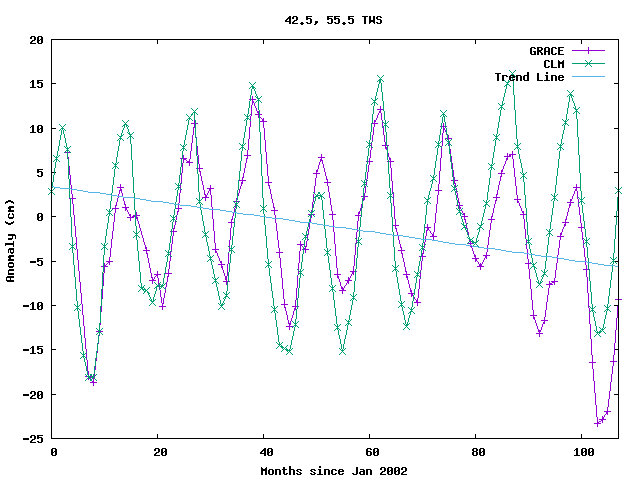 42.5, 55.5 TWS
GRACE
CLM
Trend Line
20
15
10
5
0
-5
-10
-15
-20
-25
Anomaly (cm)
0 20 40 60 80 100
Months since Jan 2002